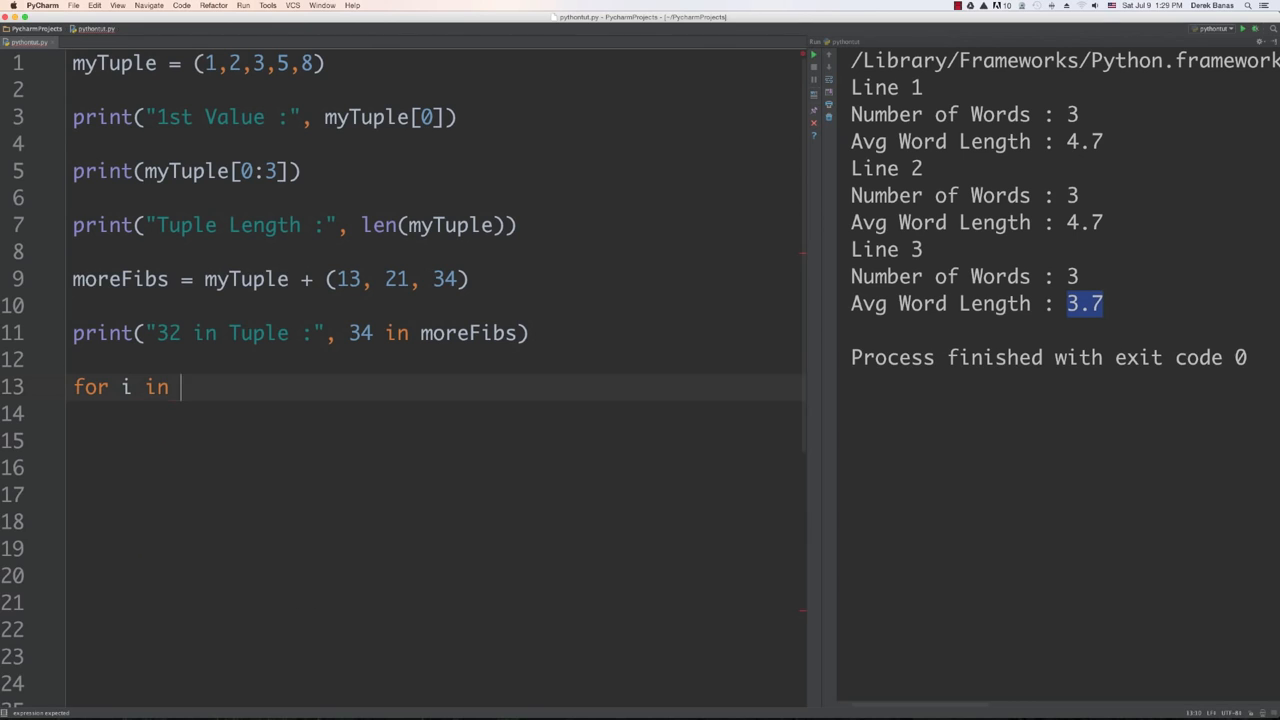 PyCharm File Edit View Navigate Code Refactor Run Tools VCS Window Help 10 Sat Jul 9 1:29 PM Derek Banas
pythontut.py - PycharmProjects - [~/PycharmProjects]
PycharmProjects pythontut.py pythontut
pythontut.py Run pythontut
1 myTuple = (1,2,3,5,8)
2
3 print("1st Value :", myTuple[0])
4
5 print(myTuple[0:3])
6
7 print("Tuple Length :", len(myTuple))
8
9 moreFibs = myTuple + (13, 21, 34)
10
11 print("32 in Tuple :", 34 in moreFibs)
12
13 for i in
14
15
16
17
18
19
20
21
22
23
24
/Library/Frameworks/Python.framework
Line 1
Number of Words : 3
Avg Word Length : 4.7
Line 2
Number of Words : 3
Avg Word Length : 4.7
Line 3
Number of Words : 3
Avg Word Length : 3.7
Process finished with exit code 0
expression expected 13:10 LF÷ UTF-8÷